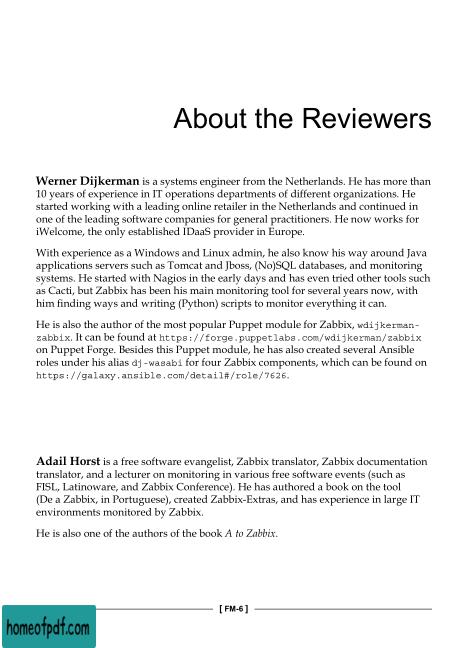 About the Reviewers
Werner Dijkerman is a systems engineer from the Netherlands. He has more than
10 years of experience in IT operations departments of different organizations. He
started working with a leading online retailer in the Netherlands and continued in
one of the leading software companies for general practitioners. He now works for
iWelcome, the only established IDaaS provider in Europe.
With experience as a Windows and Linux admin, he also know his way around Java
applications servers such as Tomcat and Jboss, (No)SQL databases, and monitoring
systems. He started with Nagios in the early days and has even tried other tools such
as Cacti, but Zabbix has been his main monitoring tool for several years now, with
him finding ways and writing (Python) scripts to monitor everything it can.
He is also the author of the most popular Puppet module for Zabbix, wdijkerman-
zabbix. It can be found at https://forge.puppetlabs.com/wdijkerman/zabbix
on Puppet Forge. Besides this Puppet module, he has also created several Ansible
roles under his alias dj-wasabi for four Zabbix components, which can be found on
https://galaxy.ansible.com/detail#/role/7626.
Adail Horst is a free software evangelist, Zabbix translator, Zabbix documentation
translator, and a lecturer on monitoring in various free software events (such as
FISL, Latinoware, and Zabbix Conference). He has authored a book on the tool
(De a Zabbix, in Portuguese), created Zabbix-Extras, and has experience in large IT
environments monitored by Zabbix.
He is also one of the authors of the book A to Zabbix.
[ FM-6 ]
homeofpdf.com